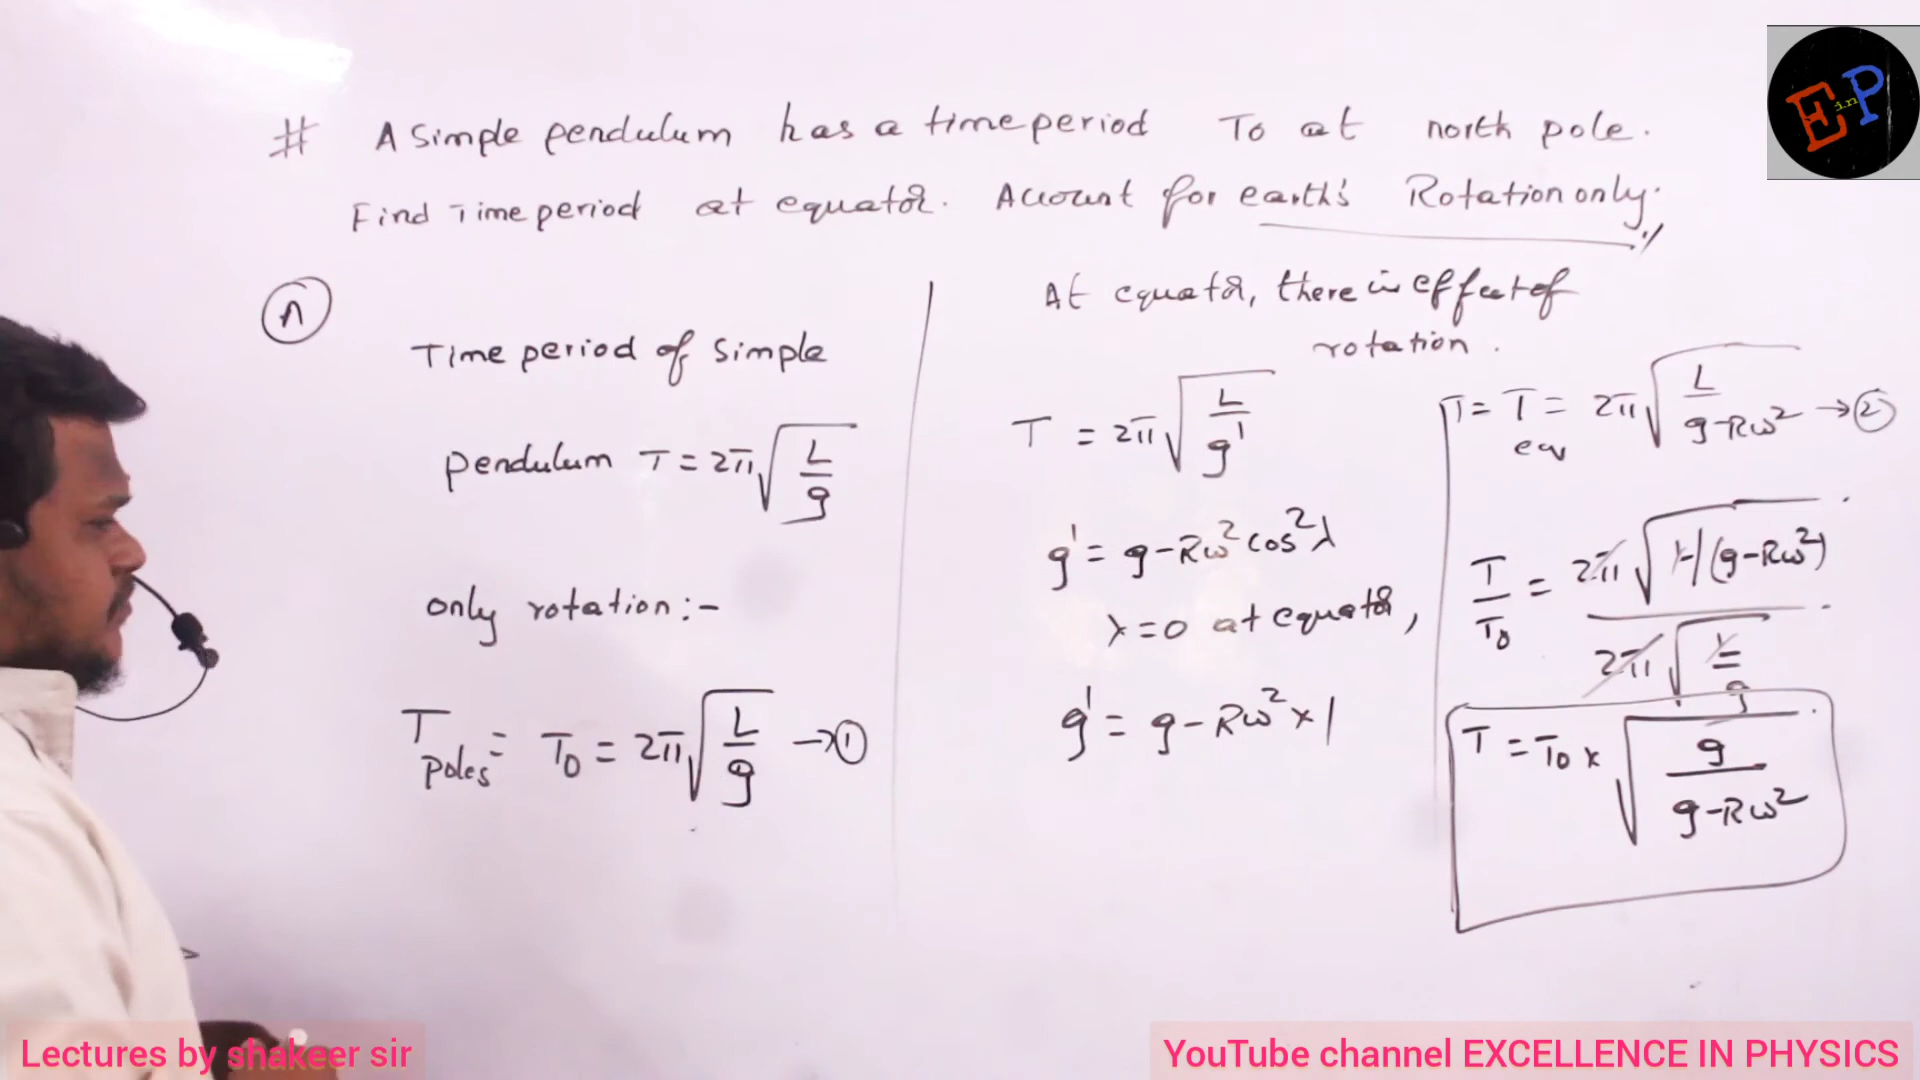 # A simple pendulum has a time period To at north pole.
Find Time period at equator. Account for earth's Rotation only.
A
Time period of simple
pendulum T = 2π√(L/g)
only rotation :-
T poles = T0 = 2π√(L/g) → ①
At equator, there is effect of
rotation.
T = 2π√(L/g')
g' = g - Rω² cos²λ
λ = 0 at equator,
g' = g - Rω² x 1
T = T eq = 2π√(L/(g-Rω²)) → ②
T/T0 = 2π√(L/(g-Rω²)) / 2π√(L/g)
T = T0 x √(g/(g-Rω²))
E in P
Lectures by shakeer sir
YouTube channel EXCELLENCE IN PHYSICS